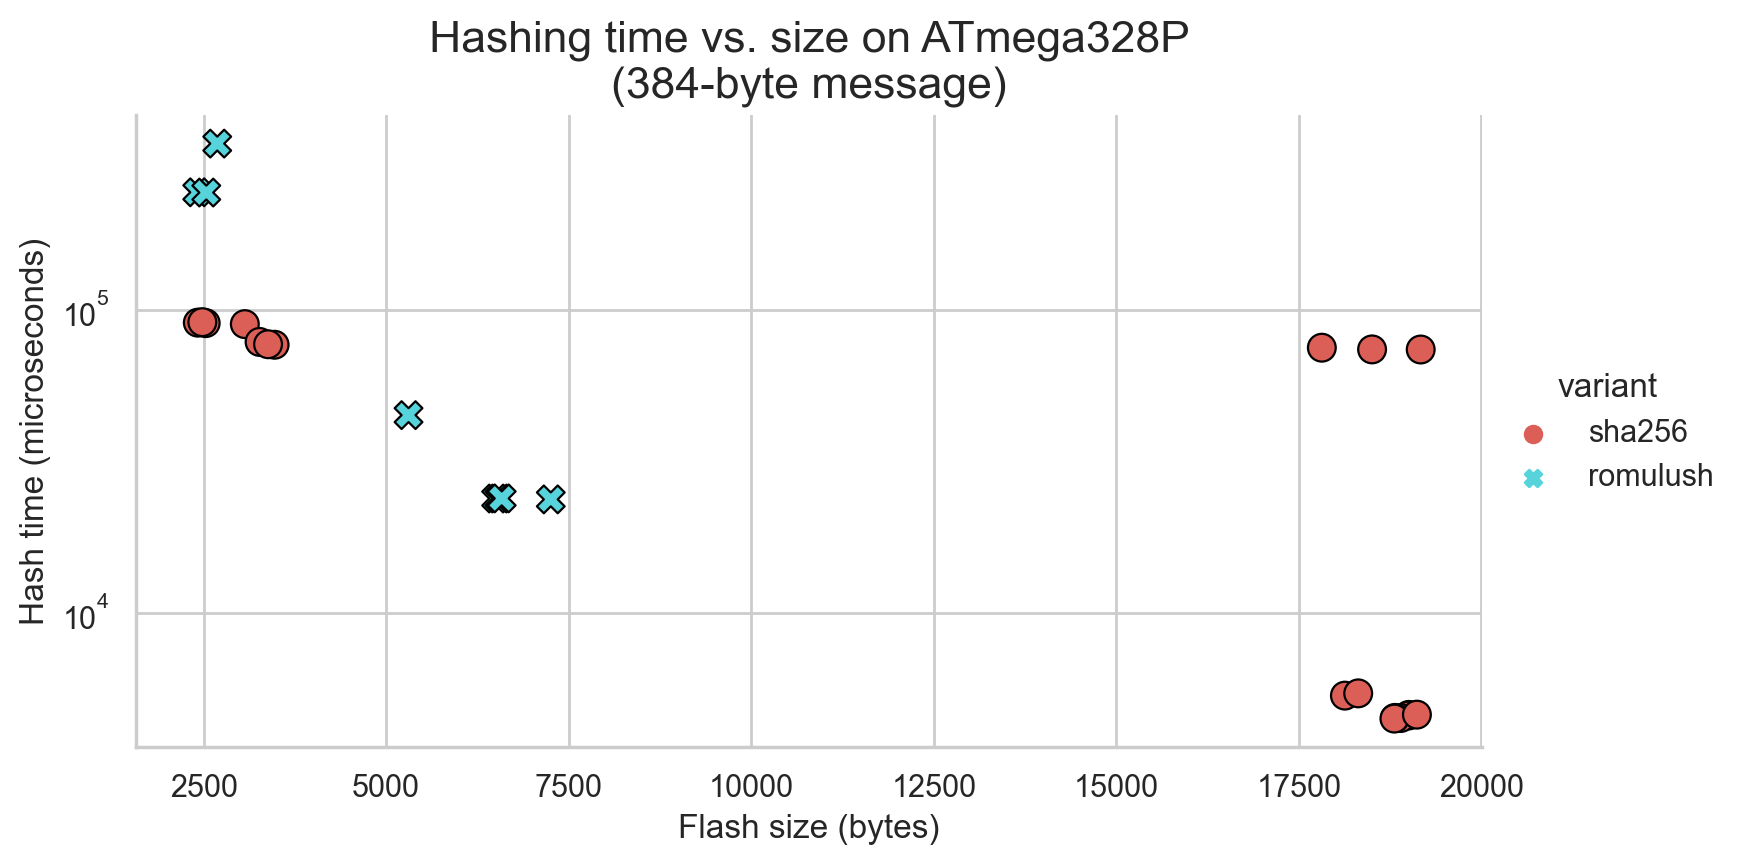 Hashing time vs. size on ATmega328P
(384-byte message)
Hash time (microseconds)
10^5
10^4
2500 5000 7500 10000 12500 15000 17500 20000
Flash size (bytes)
variant
sha256
romulush